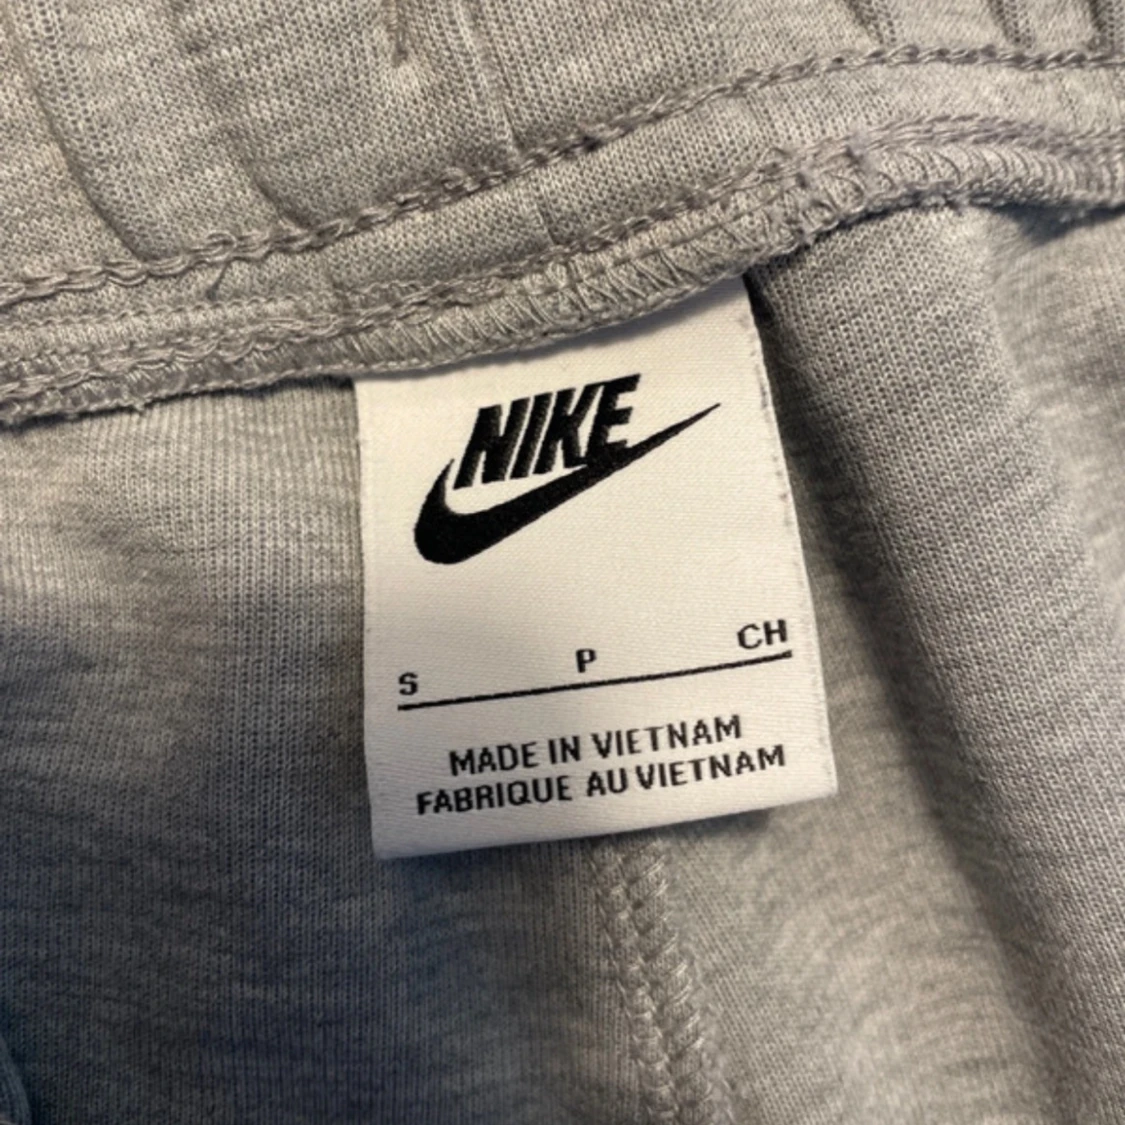 NIKE
S P CH
MADE IN VIETNAM
FABRIQUE AU VIETNAM